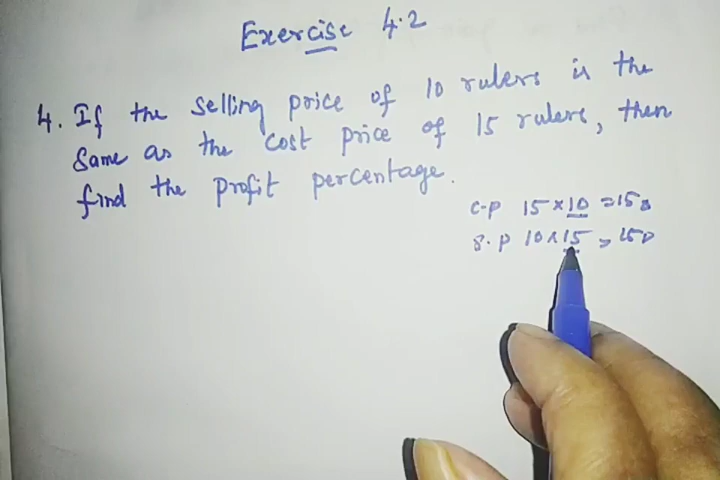 Exercise 4.2
4. If the selling price of 10 rulers is the
same as the cost price of 15 rulers, then
find the profit percentage.
C.P 15 × 10 = 150
S.P 10 × 15 = 150